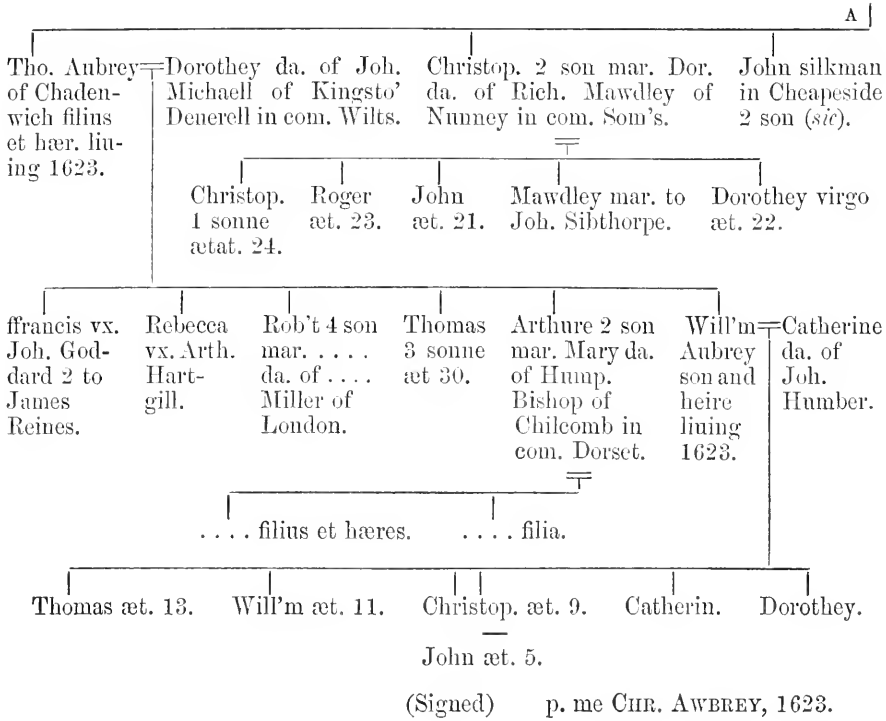 A
Tho. Aubrey
of Chaden-
wich filius
et hær. liu-
ing 1623.
Dorothey da. of Joh.
Michaell of Kingsto'
Deuerell in com. Wilts.
Christop. 2 son mar. Dor.
da. of Rich. Mawdley of
Nunney in com. Som's.
John silkman
in Cheapeside
2 son (sic).
Christop.
1 sonne
ætat. 24.
Roger
æt. 23.
John
æt. 21.
Mawdley mar. to
Joh. Sibthorpe.
Dorothey virgo
æt. 22.
ffrancis vx.
Joh. God-
dard 2 to
James
Reines.
Rebecca
vx. Arth.
Hart-
gill.
Rob't 4 son
mar. . . . . .
da. of . . . .
Miller of
London.
Thomas
3 sonne
æt 30.
Arthure 2 son
mar. Mary da.
of Hump.
Bishop of
Chilcomb in
com. Dorset.
Will'm
Aubrey
son and
heire
liuing
1623.
Catherine
da. of
Joh.
Humber.
. . . . filius et hæres.
. . . . filia.
Thomas æt. 13.
Will'm æt. 11.
Christop. æt. 9.
Catherin.
Dorothey.
John æt. 5.
(Signed) p. me CHR. AWBREY, 1623.